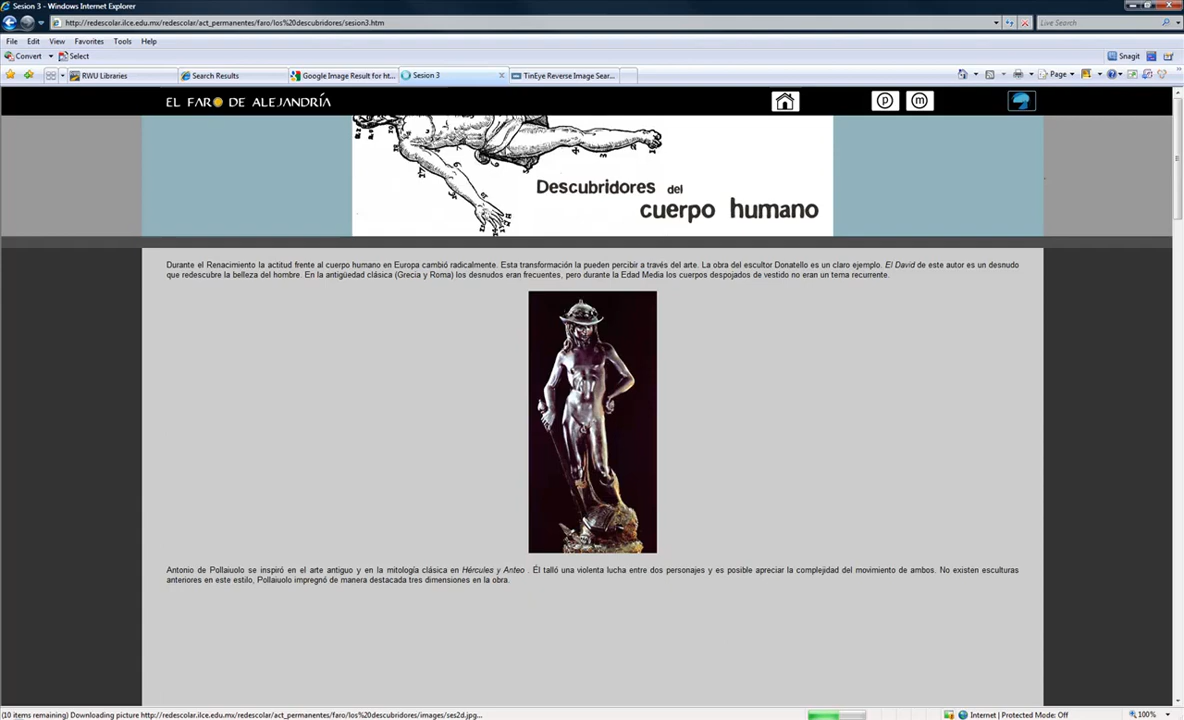 Sesion 3 - Windows Internet Explorer
http://redescolar.ilce.edu.mx/redescolar/act_permanentes/faro/los%20descubridores/sesion3.htm
Live Search
File Edit View Favorites Tools Help
Convert Select
Snagit
RWU Libraries
Search Results
Google Image Result for ht...
Sesion 3
TinEye Reverse Image Sear...
Page
EL FARO DE ALEJANDRÍA
p
m
Descubridores del
cuerpo humano
Durante el Renacimiento la actitud frente al cuerpo humano en Europa cambió radicalmente. Esta transformación la pueden percibir a través del arte. La obra del escultor Donatello es un claro ejemplo. El David de este autor es un desnudo
que redescubre la belleza del hombre. En la antigüedad clásica (Grecia y Roma) los desnudos eran frecuentes, pero durante la Edad Media los cuerpos despojados de vestido no eran un tema recurrente.
Antonio de Pollaiuolo se inspiró en el arte antiguo y en la mitología clásica en Hércules y Anteo . Él talló una violenta lucha entre dos personajes y es posible apreciar la complejidad del movimiento de ambos. No existen esculturas
anteriores en este estilo, Pollaiuolo impregnó de manera destacada tres dimensiones en la obra.
(10 items remaining) Downloading picture http://redescolar.ilce.edu.mx/redescolar/act_permanentes/faro/los%20descubridores/images/ses2d.jpg...
Internet | Protected Mode: Off
100%